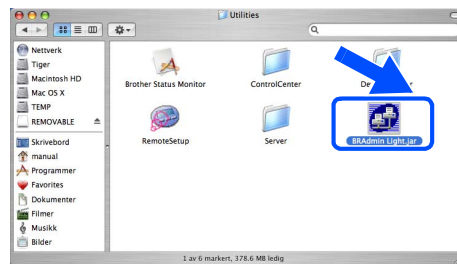 Utilities
Nettverk
Tiger
Macintosh HD
Mac OS X
TEMP
REMOVABLE
Skrivebord
manual
Programmer
Favorites
Dokumenter
Filmer
Musikk
Bilder
Brother Status Monitor
ControlCenter
RemoteSetup
Server
BRAdmin Light.jar
1 av 6 markert, 378.6 MB ledig